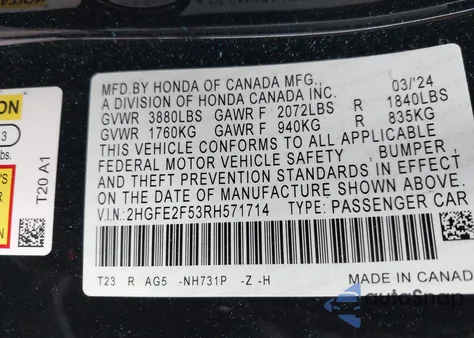 MFD. BY HONDA OF CANADA MFG., 03/'24
A DIVISION OF HONDA CANADA INC.
GVWR 3880LBS GAWR F 2072LBS R 1840LBS
GVWR 1760KG GAWR F 940KG R 835KG
THIS VEHICLE CONFORMS TO ALL APPLICABLE
FEDERAL MOTOR VEHICLE SAFETY , BUMPER ,
AND THEFT PREVENTION STANDARDS IN EFFECT
ON THE DATE OF MANUFACTURE SHOWN ABOVE.
V.I.N.: 2HGFE2F53RH571714 TYPE: PASSENGER CAR
T23 R AG5 -NH731P -Z -H
MADE IN CANAD
ON
3
bs.
T20 A1
autoSnap